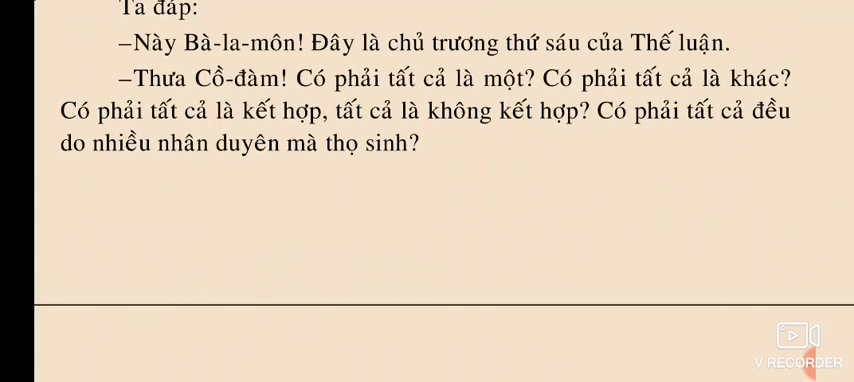 Ta đáp:
–Này Bà-la-môn! Đây là chủ trương thứ sáu của Thế luận.
–Thưa Cồ-đàm! Có phải tất cả là một? Có phải tất cả là khác?
Có phải tất cả là kết hợp, tất cả là không kết hợp? Có phải tất cả đều
do nhiều nhân duyên mà thọ sinh?
V RECORDER